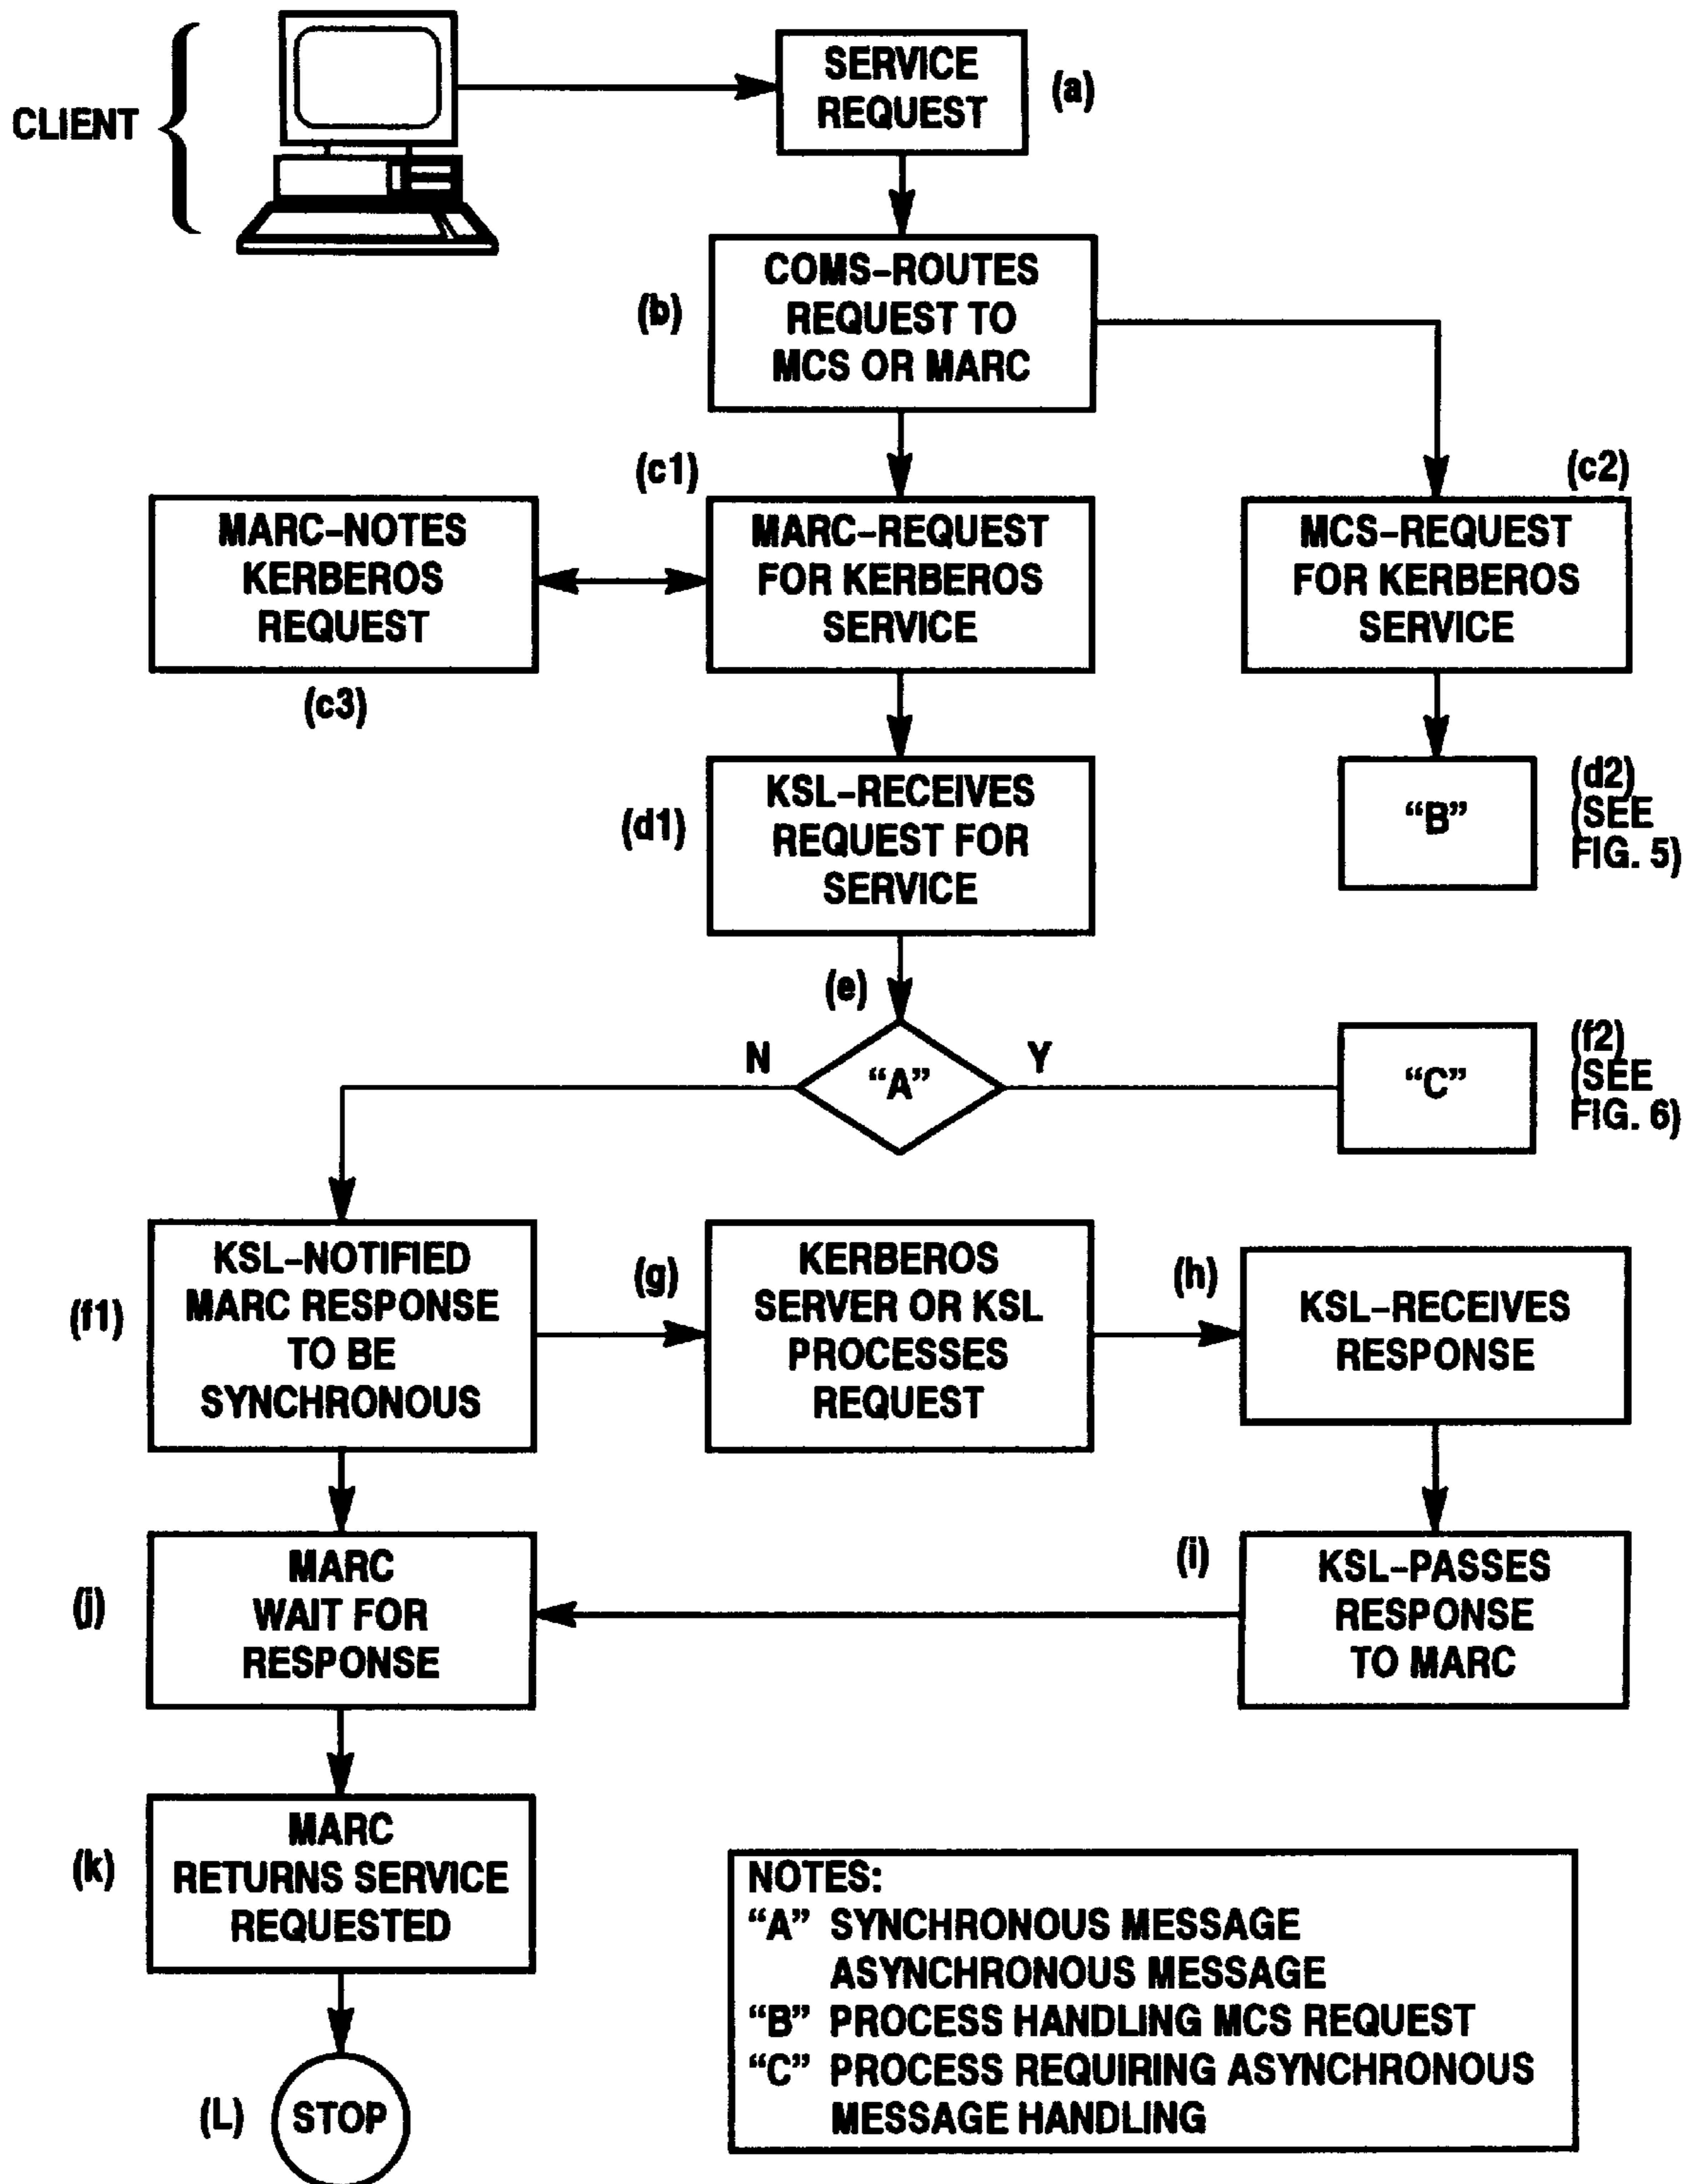 CLIENT
SERVICE
REQUEST
(a)
(b)
COMS-ROUTES
REQUEST TO
MCS OR MARC
(c1)
(c2)
MARC-NOTES
KERBEROS
REQUEST
(c3)
MARC-REQUEST
FOR KERBEROS
SERVICE
MCS-REQUEST
FOR KERBEROS
SERVICE
(d1)
KSL-RECEIVES
REQUEST FOR
SERVICE
"B"
(d2)
(SEE
FIG. 5)
(e)
N
"A"
Y
"C"
(f2)
(SEE
FIG. 6)
(f1)
KSL-NOTIFIED
MARC RESPONSE
TO BE
SYNCHRONOUS
(g)
KERBEROS
SERVER OR KSL
PROCESSES
REQUEST
(h)
KSL-RECEIVES
RESPONSE
(j)
MARC
WAIT FOR
RESPONSE
(i)
KSL-PASSES
RESPONSE
TO MARC
(k)
MARC
RETURNS SERVICE
REQUESTED
(L)
STOP
NOTES:
"A" SYNCHRONOUS MESSAGE
ASYNCHRONOUS MESSAGE
"B" PROCESS HANDLING MCS REQUEST
"C" PROCESS REQUIRING ASYNCHRONOUS
MESSAGE HANDLING